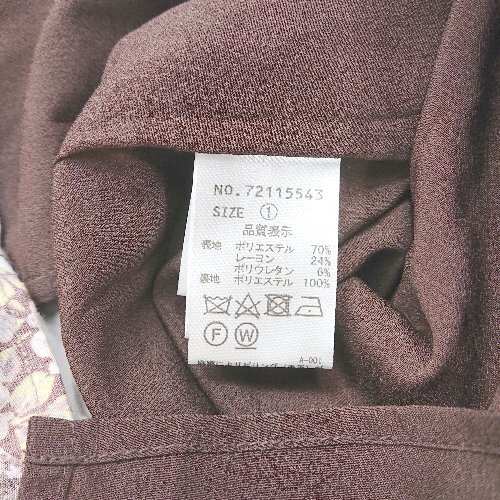 NO. 72115543
SIZE ①
品質表示
表地 ポリエステル 70%
レーヨン 24%
ポリウレタン 6%
裏地 ポリエステル 100%
F W
A-001